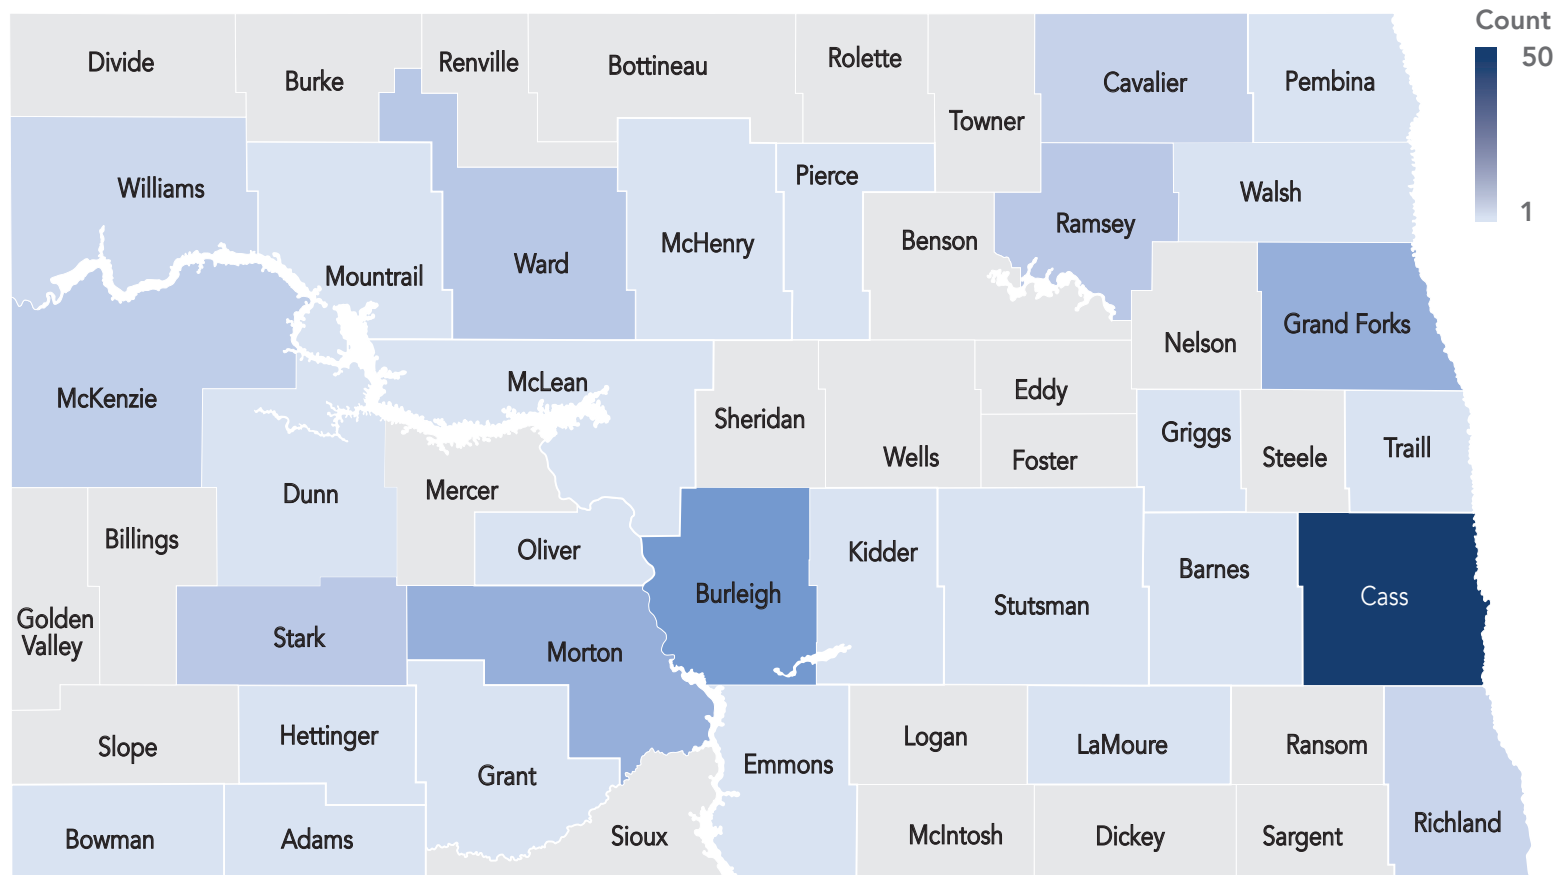 Count
50
1
Divide
Burke
Renville
Bottineau
Rolette
Towner
Cavalier
Pembina
Williams
Mountrail
Ward
McHenry
Pierce
Benson
Ramsey
Walsh
Nelson
Grand Forks
McKenzie
McLean
Sheridan
Wells
Eddy
Foster
Griggs
Steele
Traill
Dunn
Mercer
Oliver
Billings
Golden
Valley
Stark
Morton
Burleigh
Kidder
Stutsman
Barnes
Cass
Slope
Hettinger
Grant
Emmons
Logan
LaMoure
Ransom
Richland
Bowman
Adams
Sioux
McIntosh
Dickey
Sargent